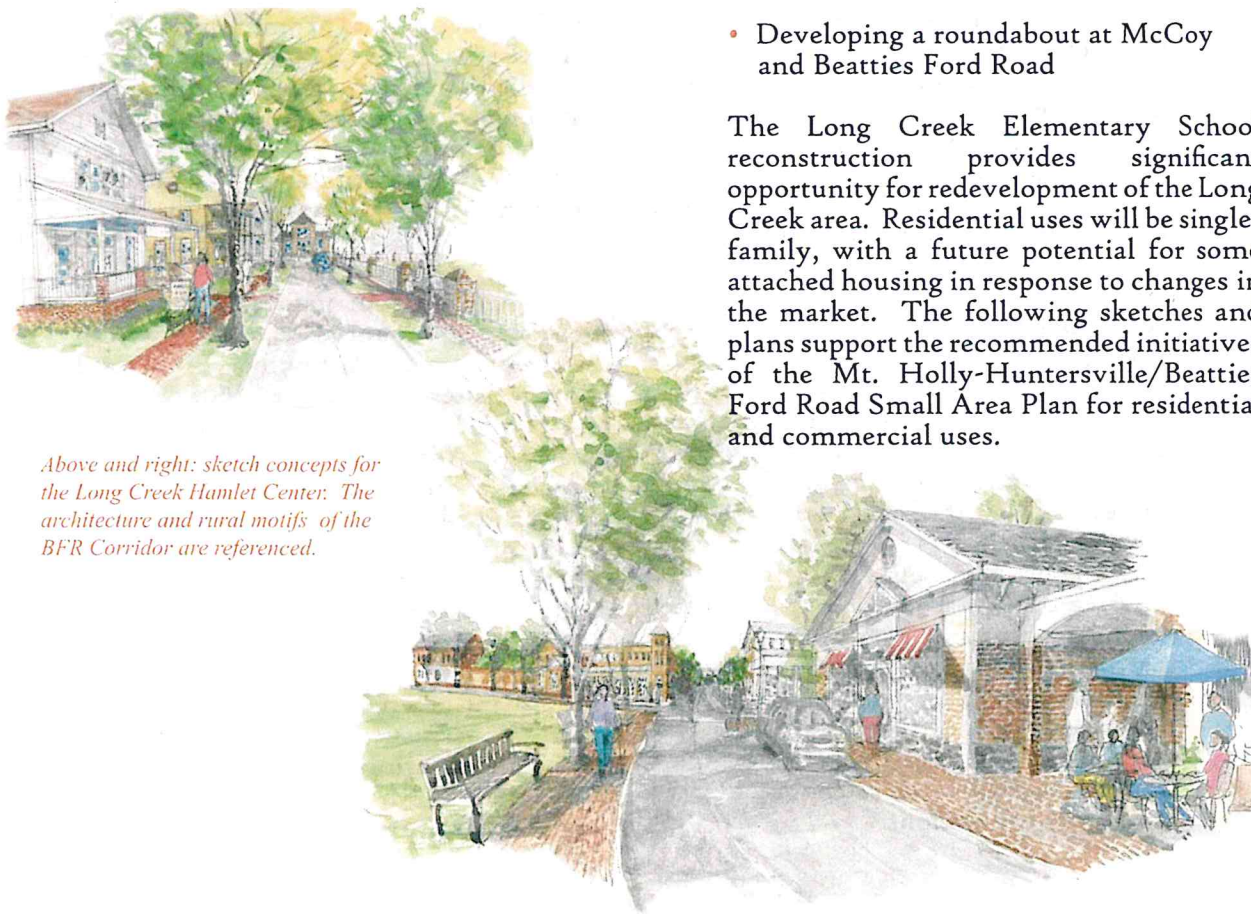 • Developing a roundabout at McCoy
and Beatties Ford Road
The Long Creek Elementary Schoo
reconstruction provides significan
opportunity for redevelopment of the Long
Creek area. Residential uses will be single
family, with a future potential for some
attached housing in response to changes in
the market. The following sketches and
plans support the recommended initiative
of the Mt. Holly-Huntersville/Beattie
Ford Road Small Area Plan for residentia
and commercial uses.
Above and right: sketch concepts for
the Long Creek Hamlet Center. The
architecture and rural motifs of the
BFR Corridor are referenced.